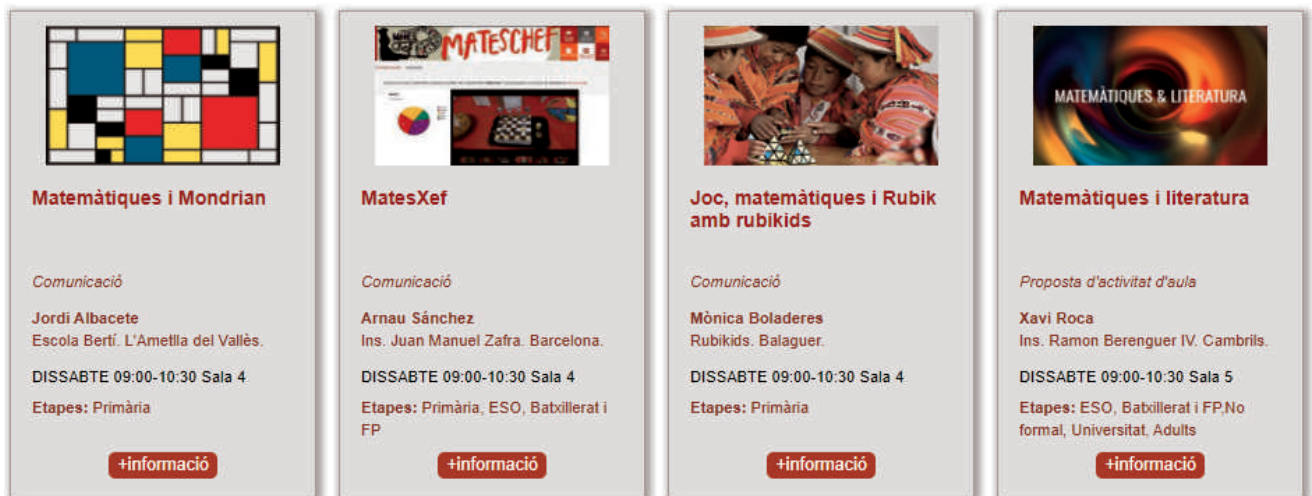 MATESCHEF
MATEMÀTIQUES & LITERATURA
Matemàtiques i Mondrian
Comunicació
Jordi Albacete
Escola Bertí. L'Ametlla del Vallès.
DISSABTE 09:00-10:30 Sala 4
Etapes: Primària
+informació
MatesXef
Comunicació
Arnau Sánchez
Ins. Juan Manuel Zafra. Barcelona.
DISSABTE 09:00-10:30 Sala 4
Etapes: Primària, ESO, Batxillerat i
FP
+informació
Joc, matemàtiques i Rubik
amb rubikids
Comunicació
Mònica Boladeres
Rubikids. Balaguer.
DISSABTE 09:00-10:30 Sala 4
Etapes: Primària
+informació
Matemàtiques i literatura
Proposta d'activitat d'aula
Xavi Roca
Ins. Ramon Berenguer IV. Cambrils.
DISSABTE 09:00-10:30 Sala 5
Etapes: ESO, Batxillerat i FP,No
formal, Universitat, Adults
+informació